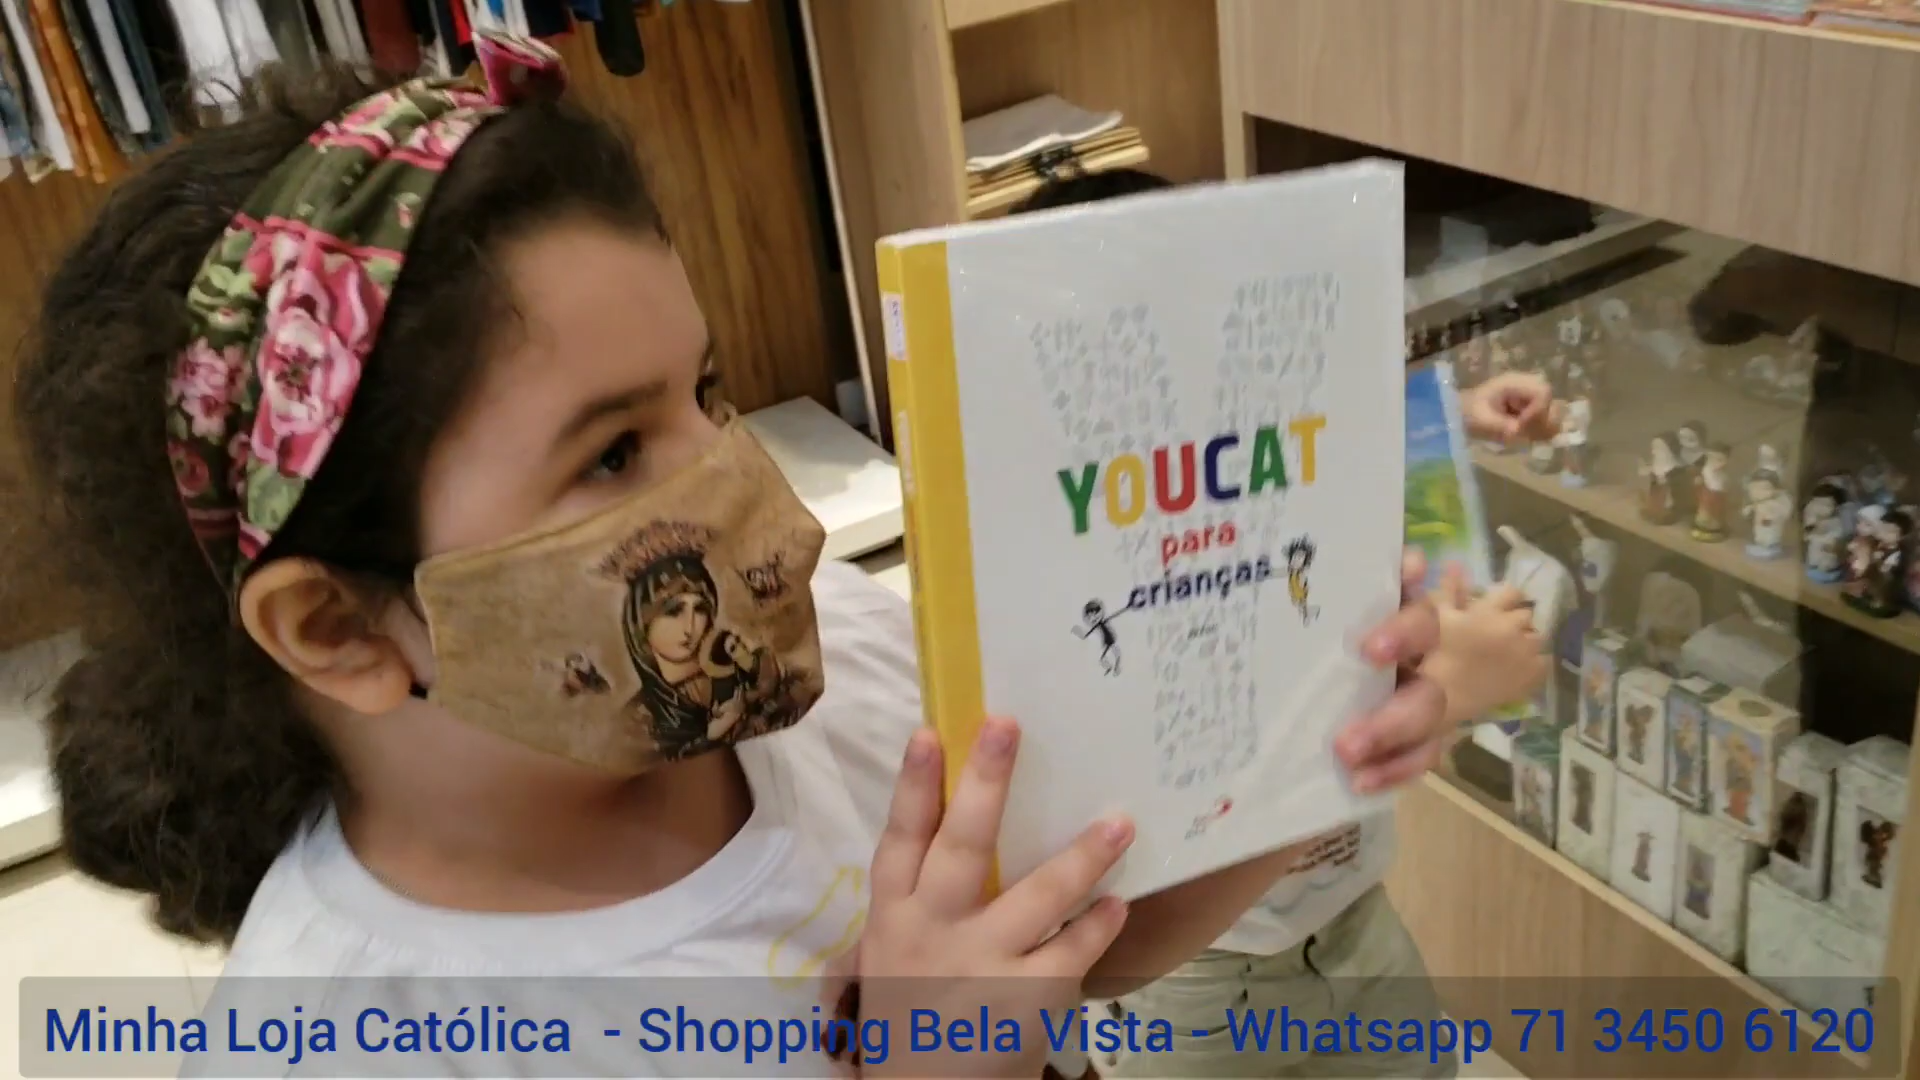 YOUCAT
para
crianças
Minha Loja Católica - Shopping Bela Vista - Whatsapp 71 3450 6120